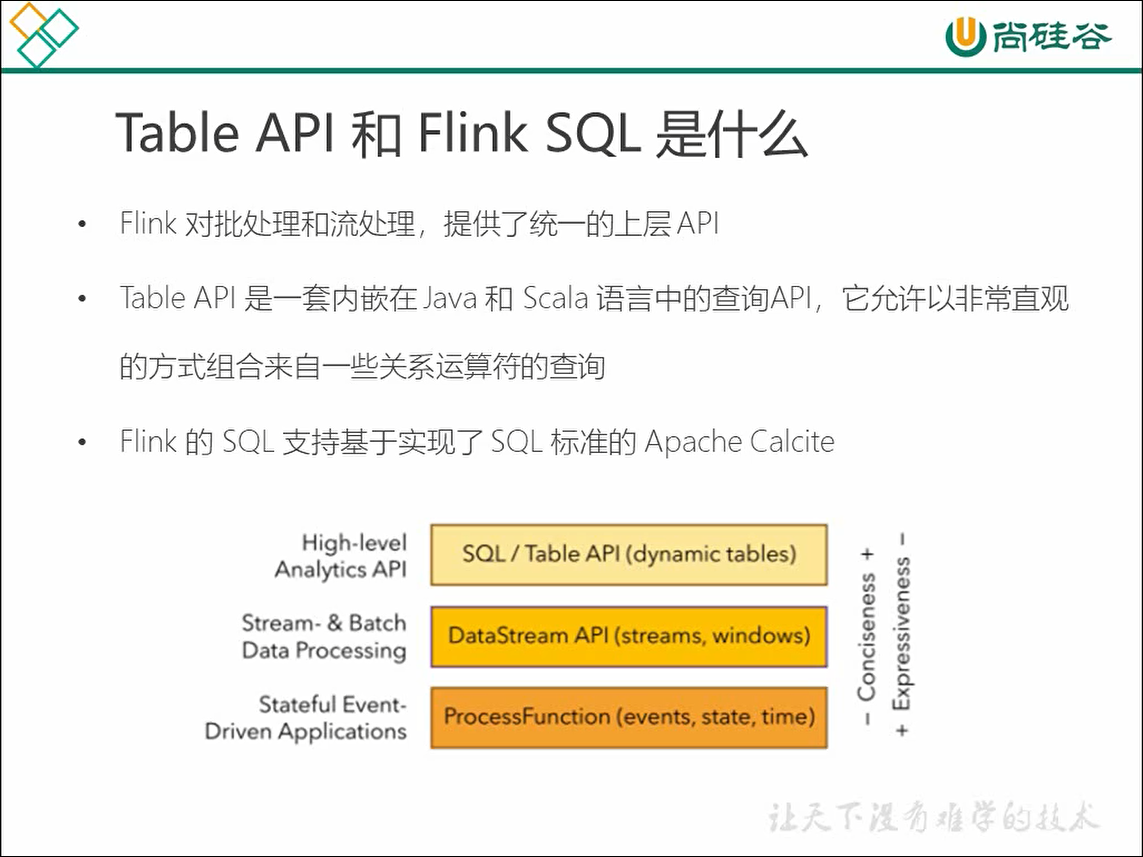 尚硅谷
Table API 和 Flink SQL 是什么
• Flink 对批处理和流处理，提供了统一的上层 API
• Table API 是一套内嵌在 Java 和 Scala 语言中的查询API，它允许以非常直观
的方式组合来自一些关系运算符的查询
• Flink 的 SQL 支持基于实现了 SQL 标准的 Apache Calcite
High-level
Analytics API
SQL / Table API (dynamic tables)
Stream- & Batch
Data Processing
DataStream API (streams, windows)
Stateful Event-
Driven Applications
ProcessFunction (events, state, time)
− Conciseness +
+ Expressiveness −
让天下没有难学的技术